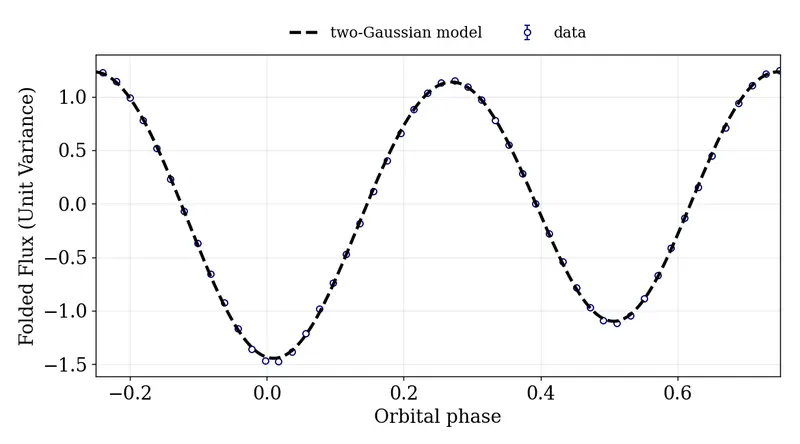 two-Gaussian model data
1.0
0.5
0.0
−0.5
−1.0
−1.5
Folded Flux (Unit Variance)
−0.2 0.0 0.2 0.4 0.6
Orbital phase